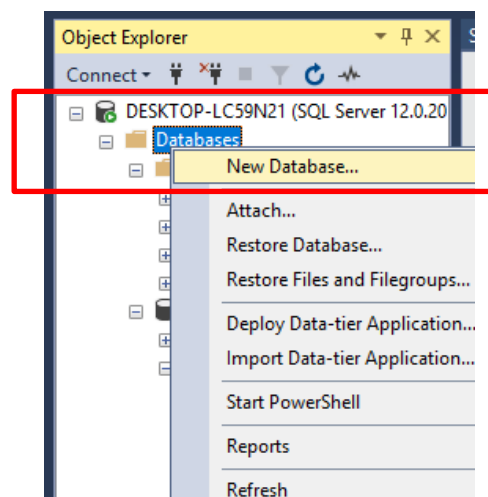 Object Explorer
S
Connect
DESKTOP-LC59N21 (SQL Server 12.0.20
Databases
New Database...
Attach...
Restore Database...
Restore Files and Filegroups...
Deploy Data-tier Application...
Import Data-tier Application...
Start PowerShell
Reports
Refresh